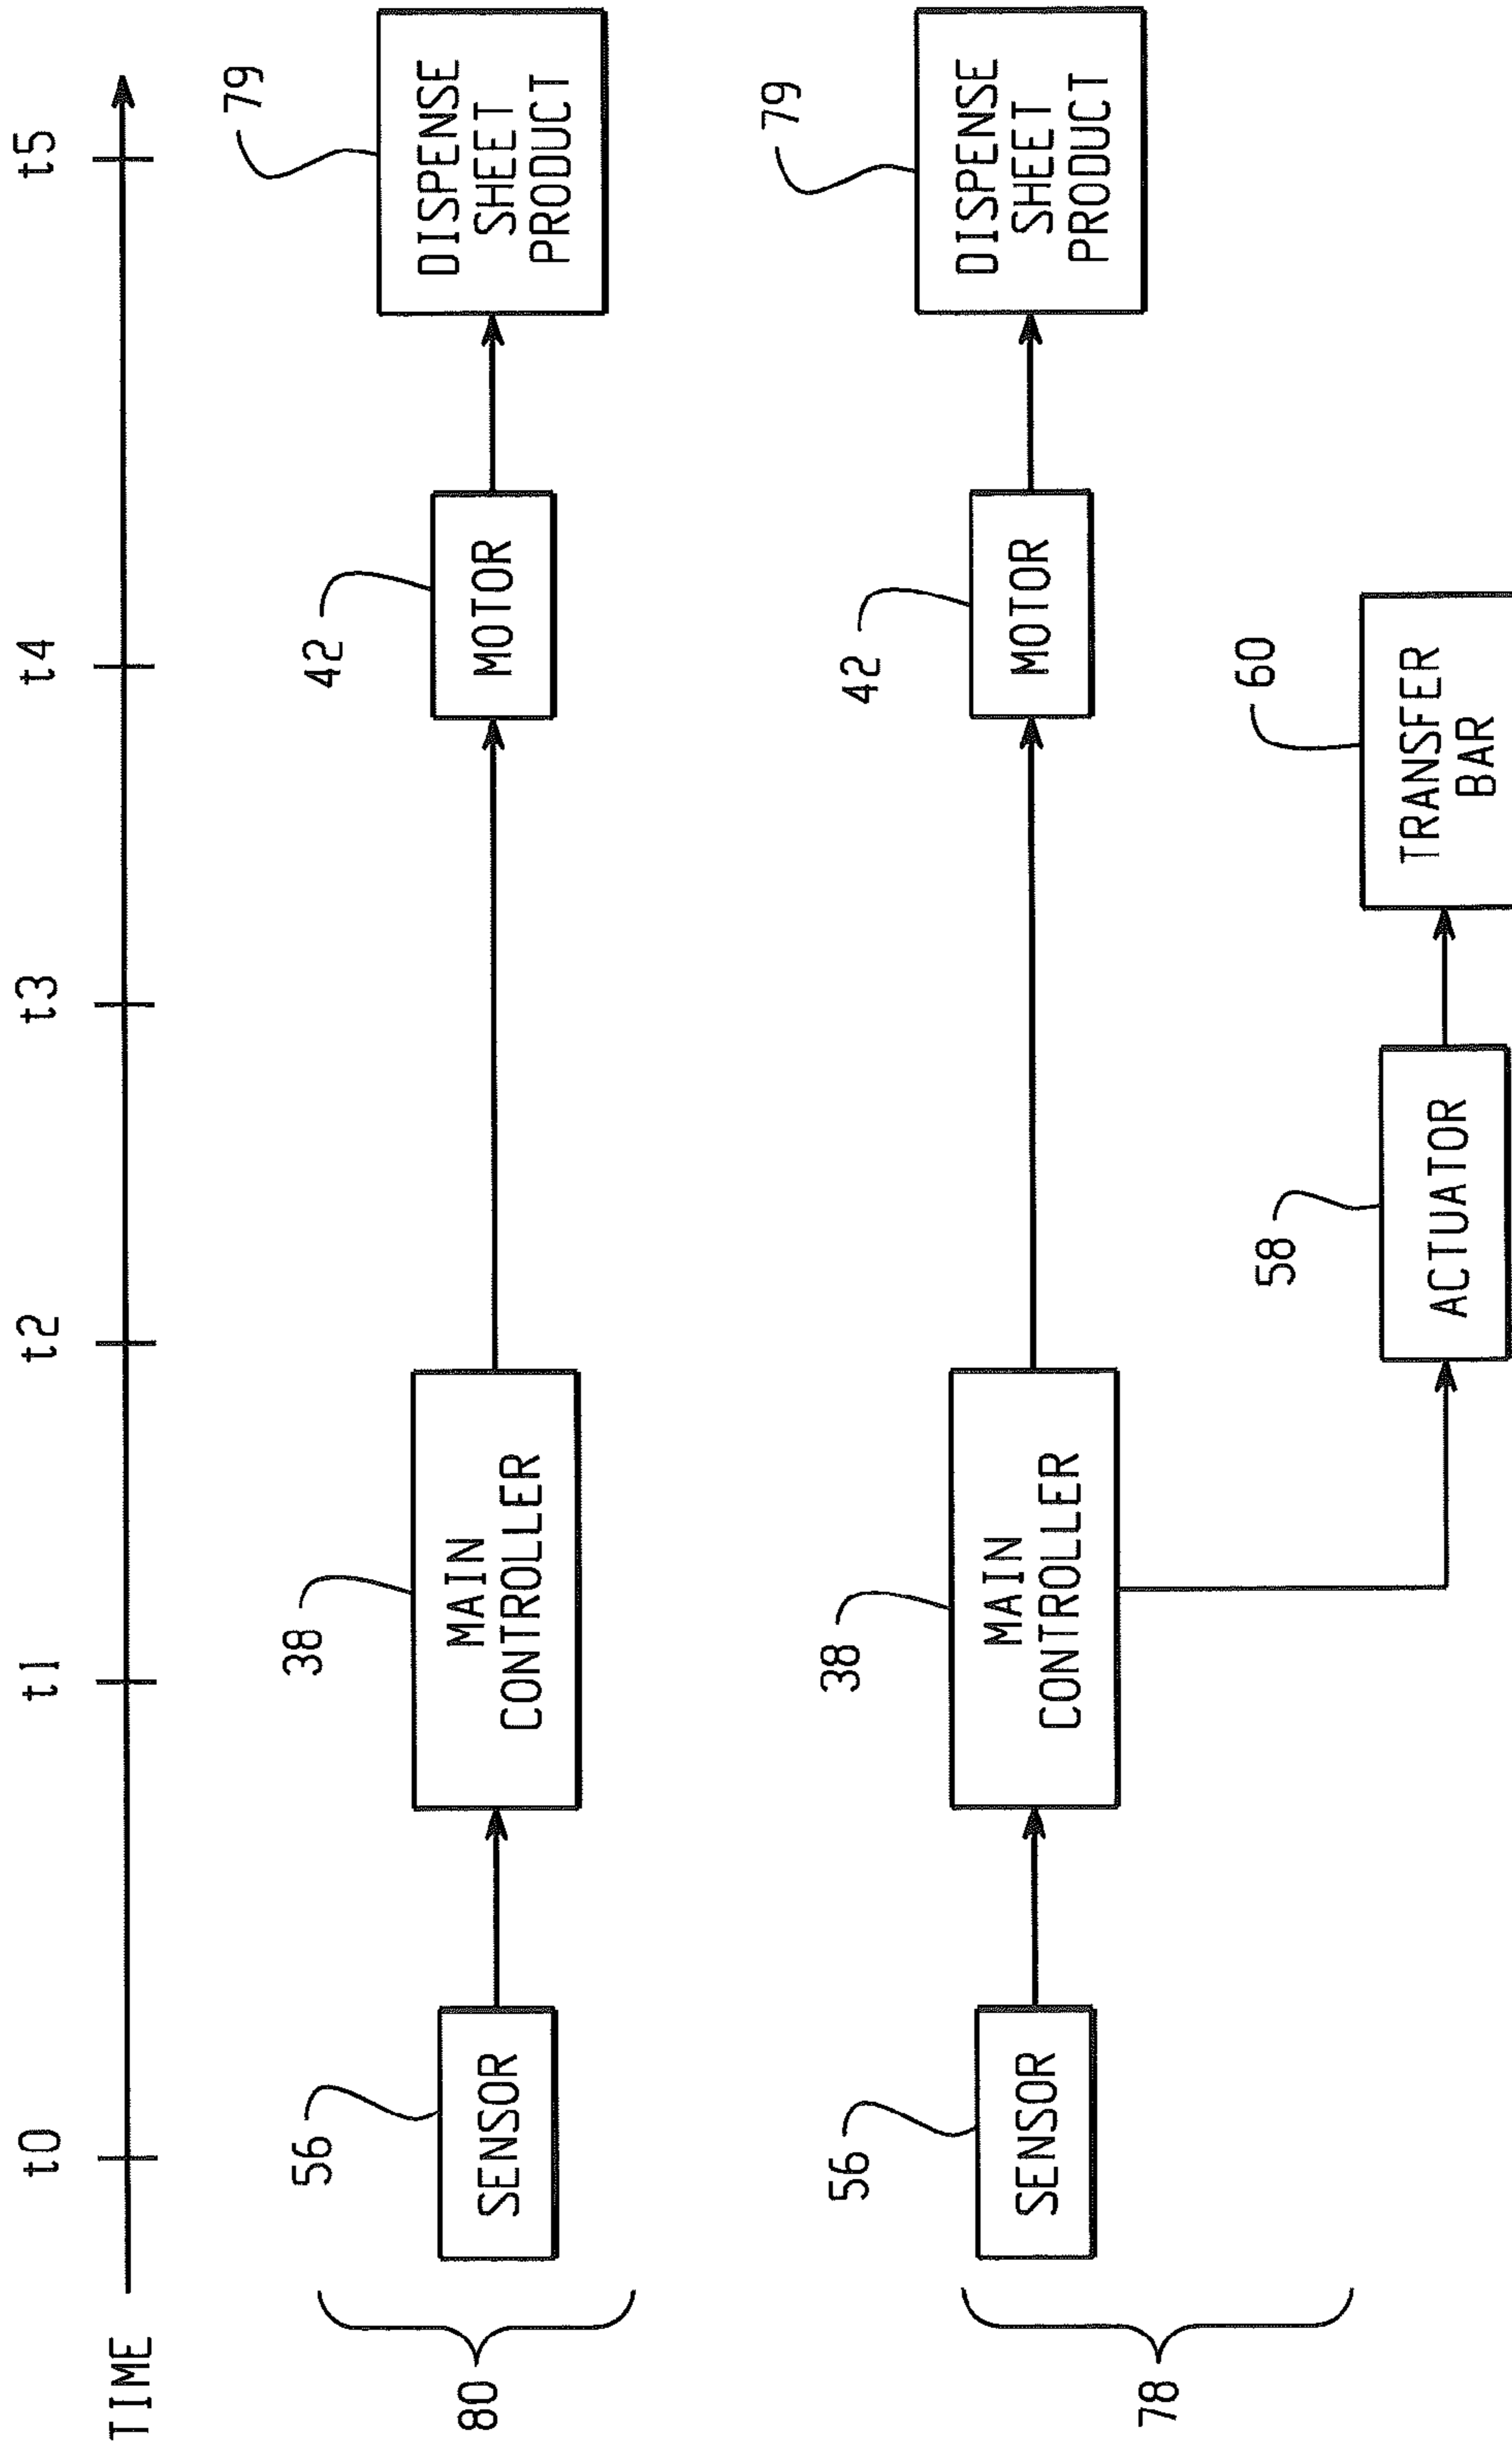 TIME
t0
t1
t2
t3
t4
t5
80
56
SENSOR
38
MAIN
CONTROLLER
42
MOTOR
79
DISPENSE
SHEET
PRODUCT
78
56
SENSOR
38
MAIN
CONTROLLER
42
MOTOR
79
DISPENSE
SHEET
PRODUCT
58
ACTUATOR
60
TRANSFER
BAR